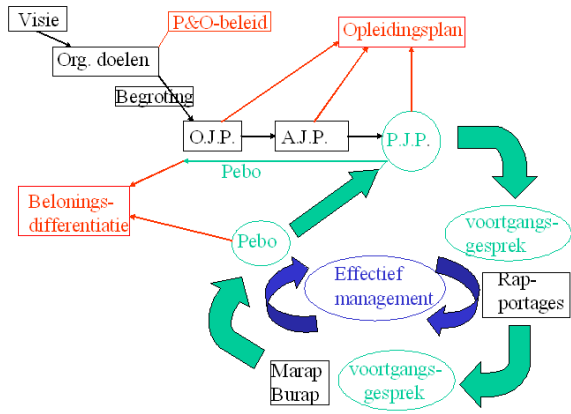 Visie
P&O-beleid
Opleidingsplan
Org. doelen
Begroting
O.J.P.
A.J.P.
P.J.P.
Pebo
Belonings-
differentiatie
Pebo
voortgangs-
gesprek
Effectief
management
Rap-
portages
Marap
Burap
voortgangs-
gesprek